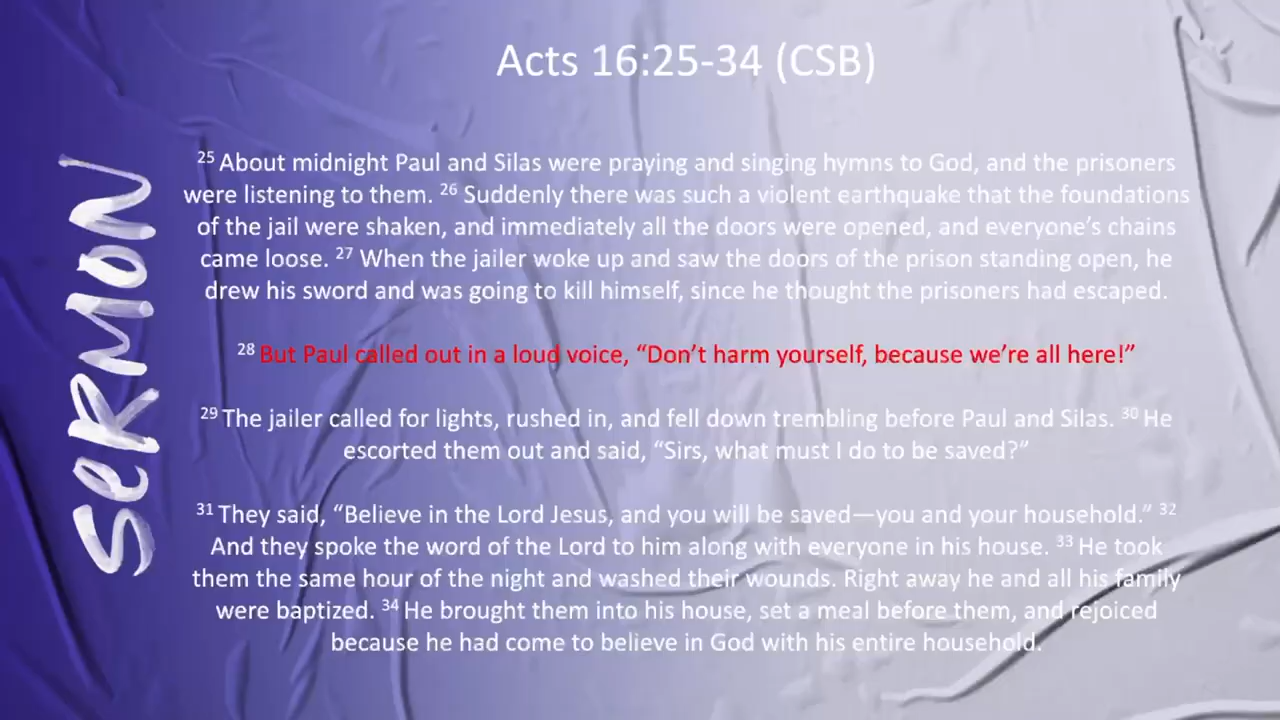 Acts 16:25-34 (CSB)
SERMON
25 About midnight Paul and Silas were praying and singing hymns to God, and the prisoners
were listening to them. 26 Suddenly there was such a violent earthquake that the foundations
of the jail were shaken, and immediately all the doors were opened, and everyone’s chains
came loose. 27 When the jailer woke up and saw the doors of the prison standing open, he
drew his sword and was going to kill himself, since he thought the prisoners had escaped.
28 But Paul called out in a loud voice, “Don’t harm yourself, because we’re all here!”
29 The jailer called for lights, rushed in, and fell down trembling before Paul and Silas. 30 He
escorted them out and said, “Sirs, what must I do to be saved?”
31 They said, “Believe in the Lord Jesus, and you will be saved—you and your household.” 32
And they spoke the word of the Lord to him along with everyone in his house. 33 He took
them the same hour of the night and washed their wounds. Right away he and all his family
were baptized. 34 He brought them into his house, set a meal before them, and rejoiced
because he had come to believe in God with his entire household.